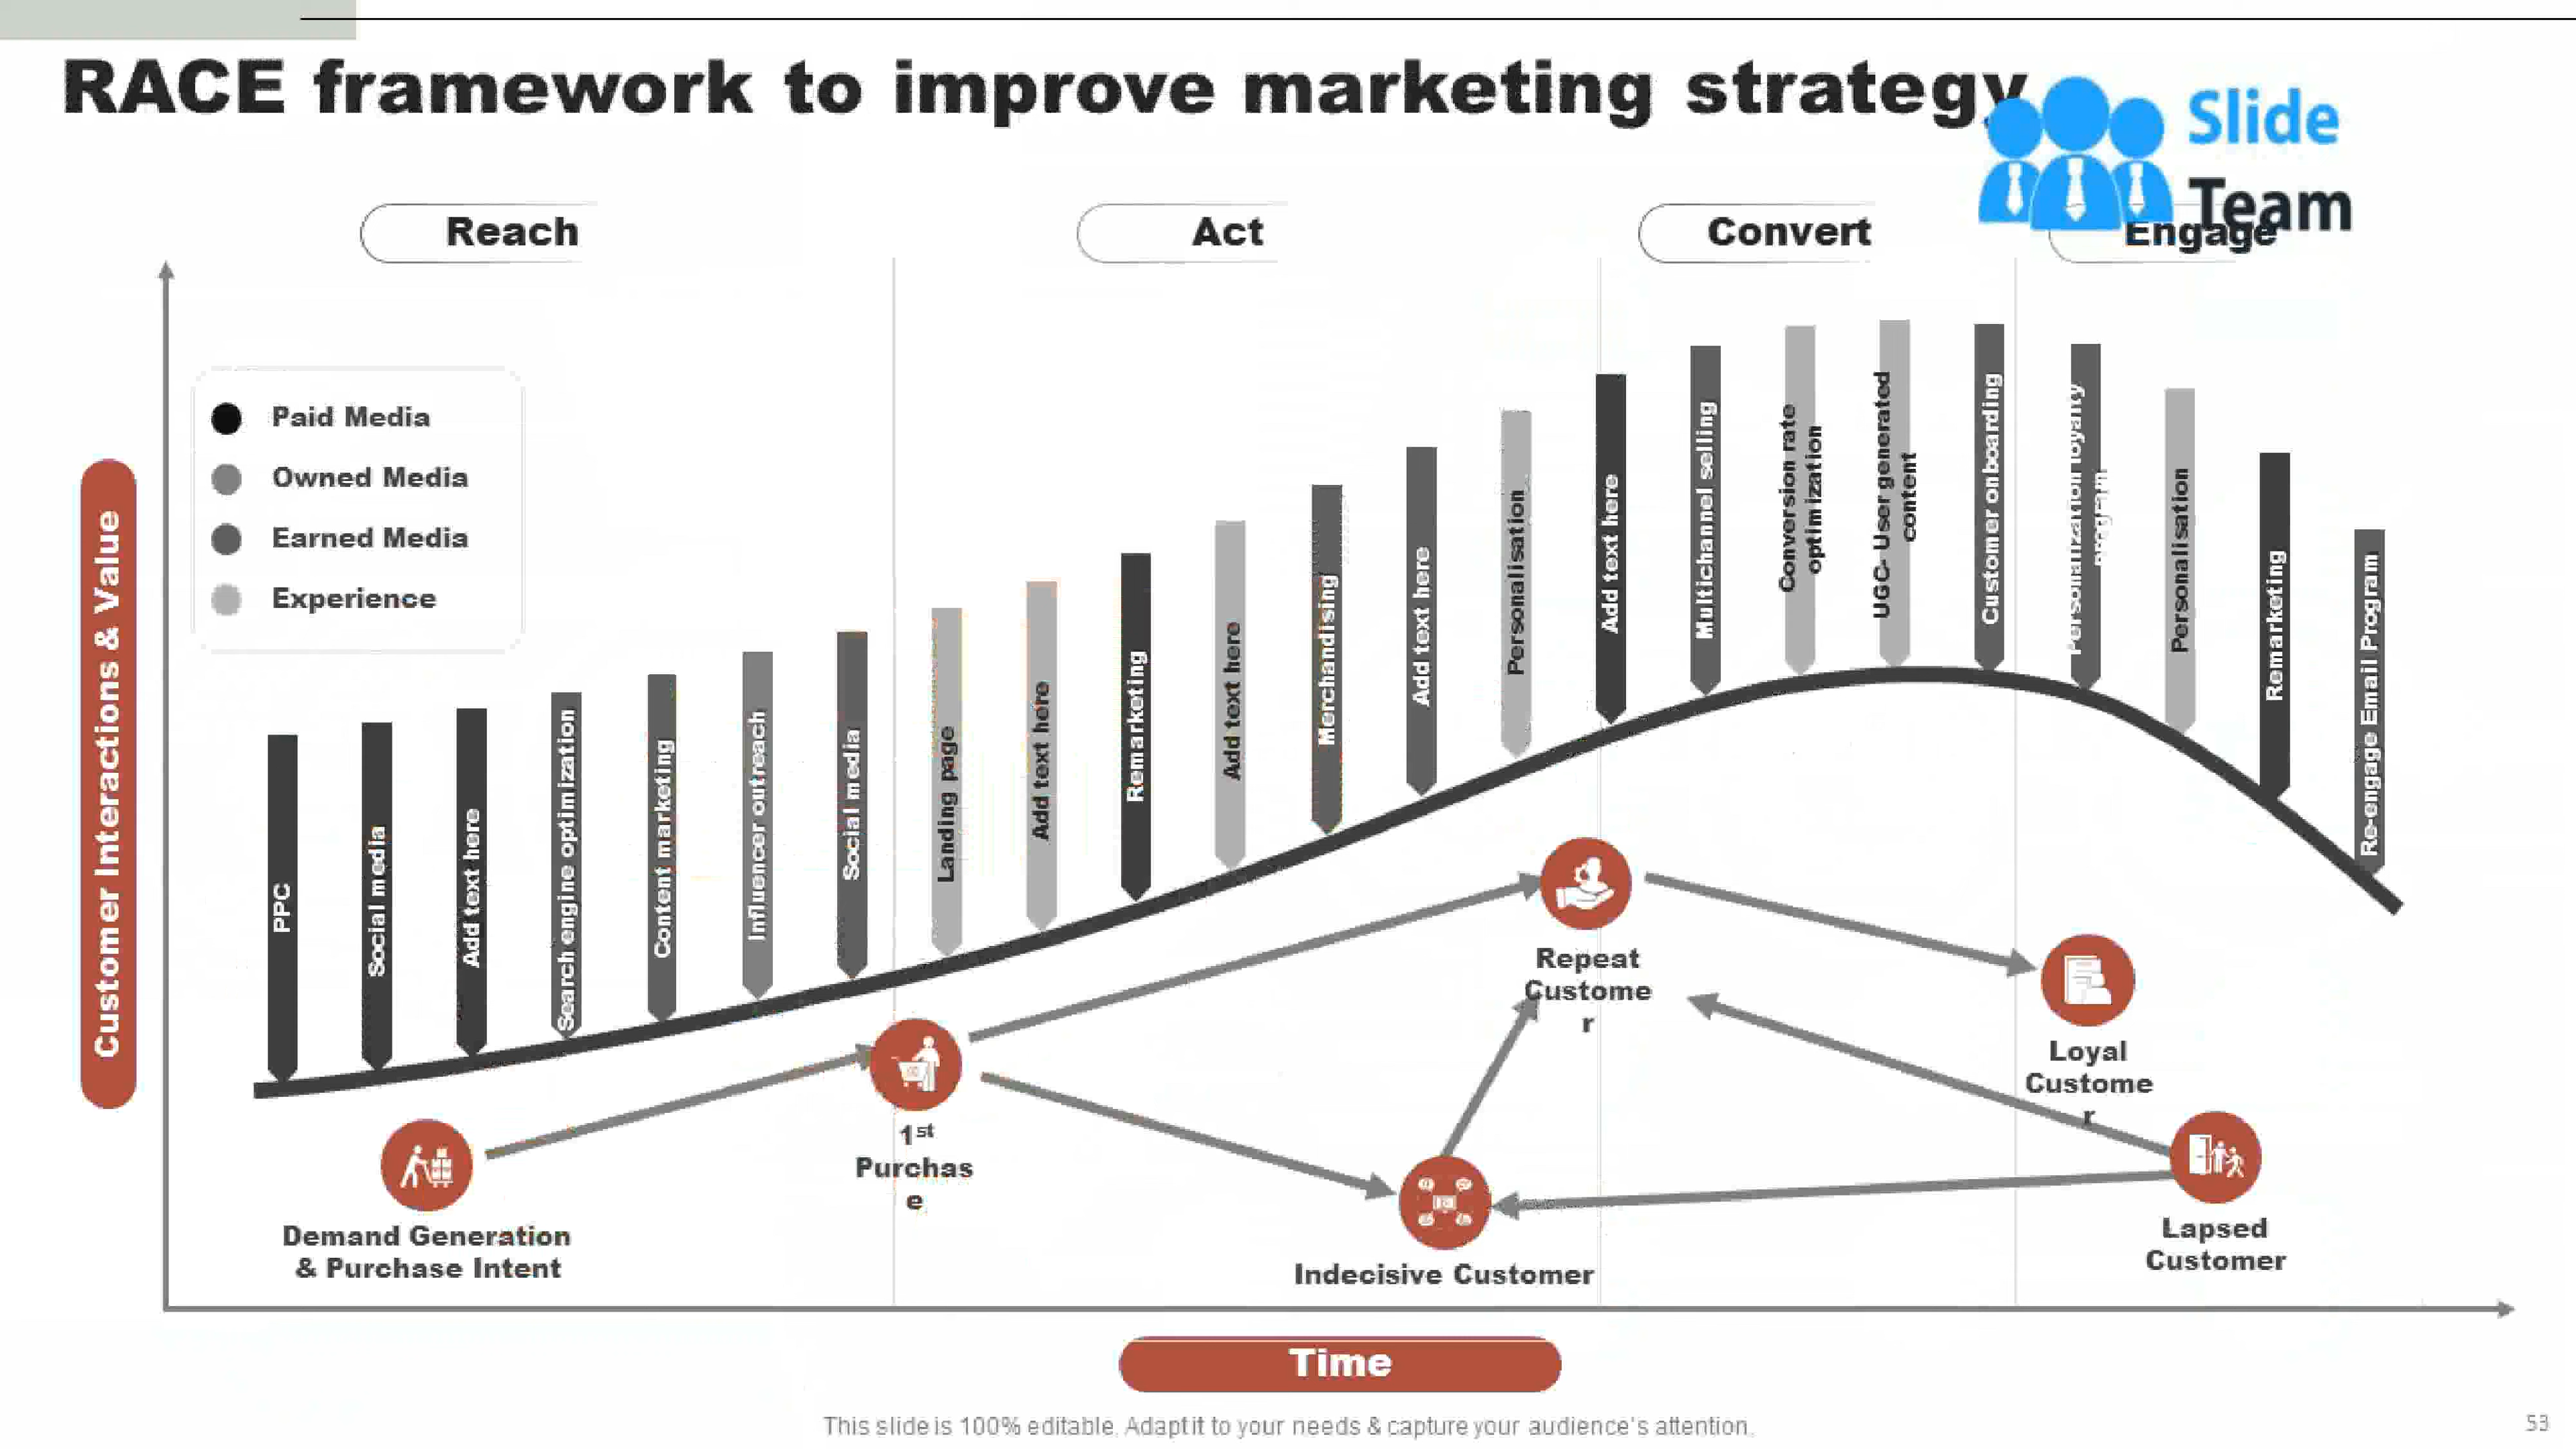 RACE framework to improve marketing strategy
Slide
Team
Reach
Act
Convert
Engage
Paid Media
Owned Media
Earned Media
Experience
Customer Interactions & Value
PPC
Social media
Add text here
Search engine optimization
Content marketing
Influencer outreach
Social media
Landing page
Add text here
Remarketing
Add text here
Merchandising
Add text here
Personalisation
Add text here
Multichannel selling
Conversion rate
optimization
UGC- User generated
content
Customer onboarding
Personalization loyalty
program
Personalisation
Remarketing
Re-engage Email Program
Repeat
Custome
r
Loyal
Custome
r
1st
Purchas
e
Demand Generation
& Purchase Intent
Indecisive Customer
Lapsed
Customer
Time
This slide is 100% editable. Adapt it to your needs & capture your audience's attention.
53